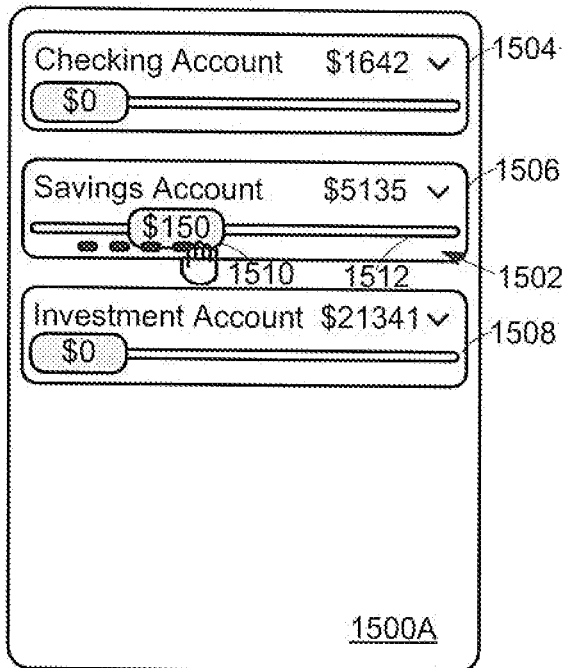 Checking Account $1642
1504
$0
Savings Account $5135
1506
$150
1510
1512
1502
Investment Account $21341
1508
$0
1500A